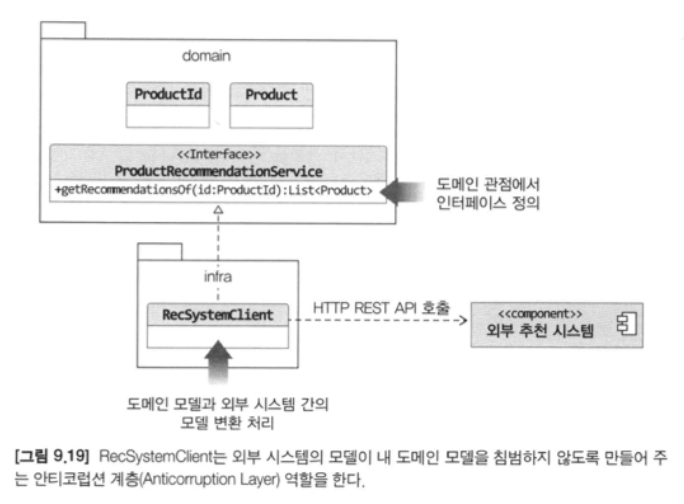 domain
ProductId
Product
<<Interface>>
ProductRecommendationService
+getRecommendationsOf(id:ProductId):List<Product>
도메인 관점에서
인터페이스 정의
infra
RecSystemClient
HTTP REST API 호출
<<component>>
외부 추천 시스템
도메인 모델과 외부 시스템 간의
모델 변환 처리
[그림 9.19] RecSystemClient는 외부 시스템의 모델이 내 도메인 모델을 침범하지 않도록 만들어 주
는 안티코럽션 계층(Anticorruption Layer) 역할을 한다.